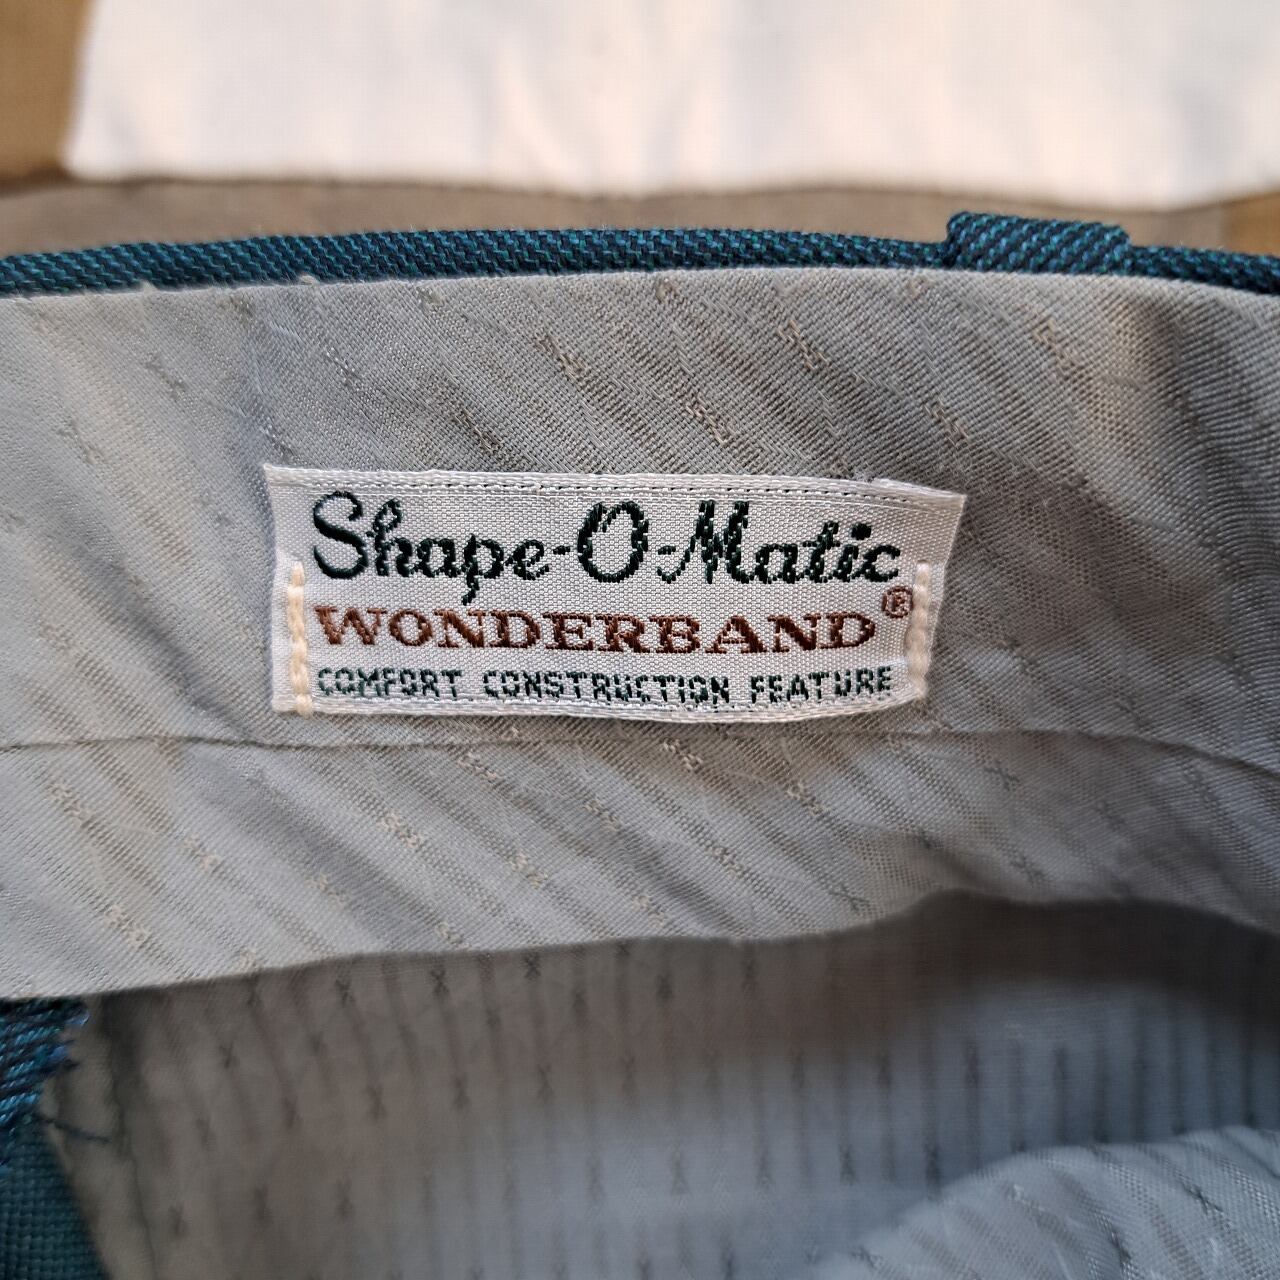 Shape-O-Matic
WONDERBAND®
COMFORT CONSTRUCTION FEATURE